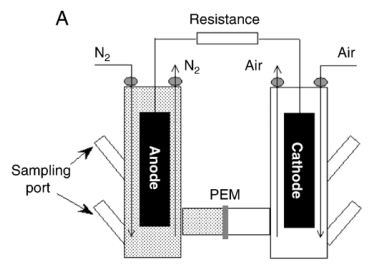 A
Resistance
N2
N2
Air
Air
Anode
Cathode
Sampling
port
PEM